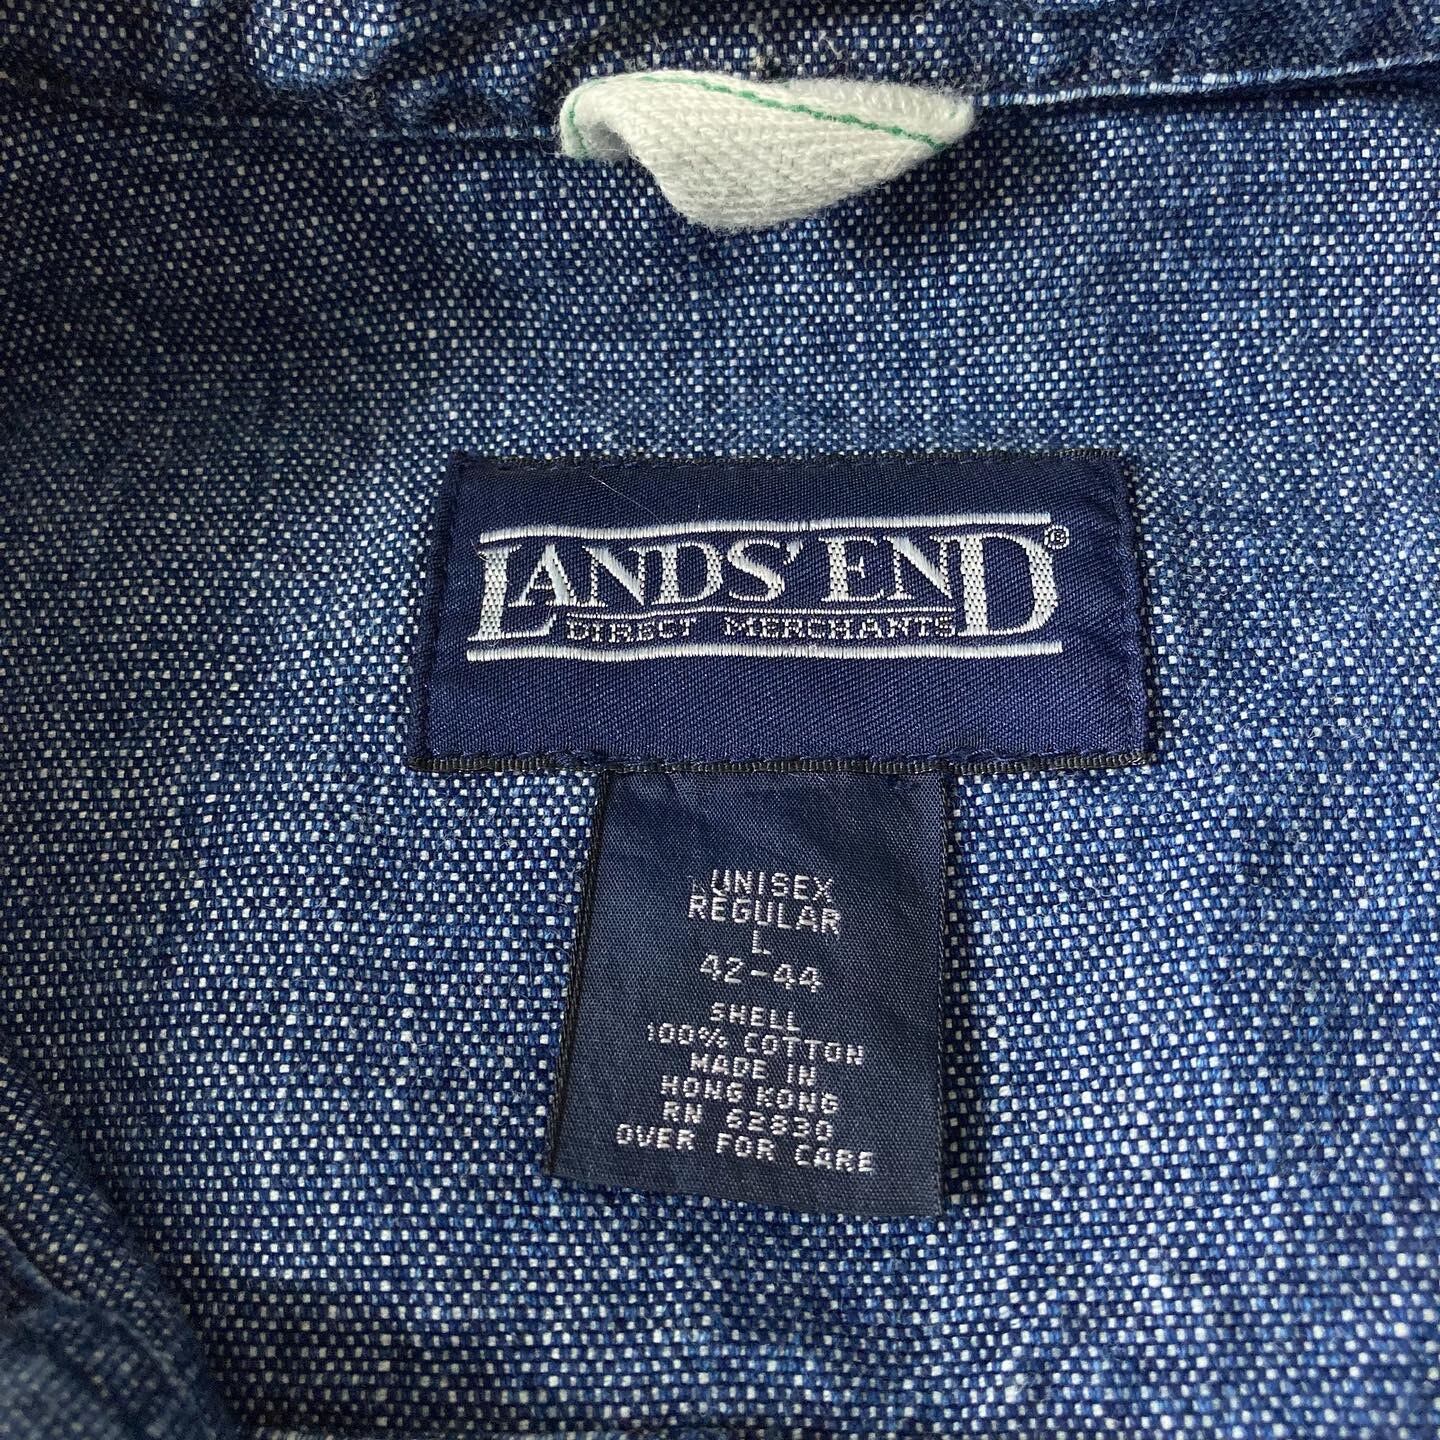 LANDS' END®
DIRECT MERCHANTS
UNISEX
REGULAR
L
42-44
SHELL
100% COTTON
MADE IN
HONG KONG
RN 62830
OVER FOR CARE